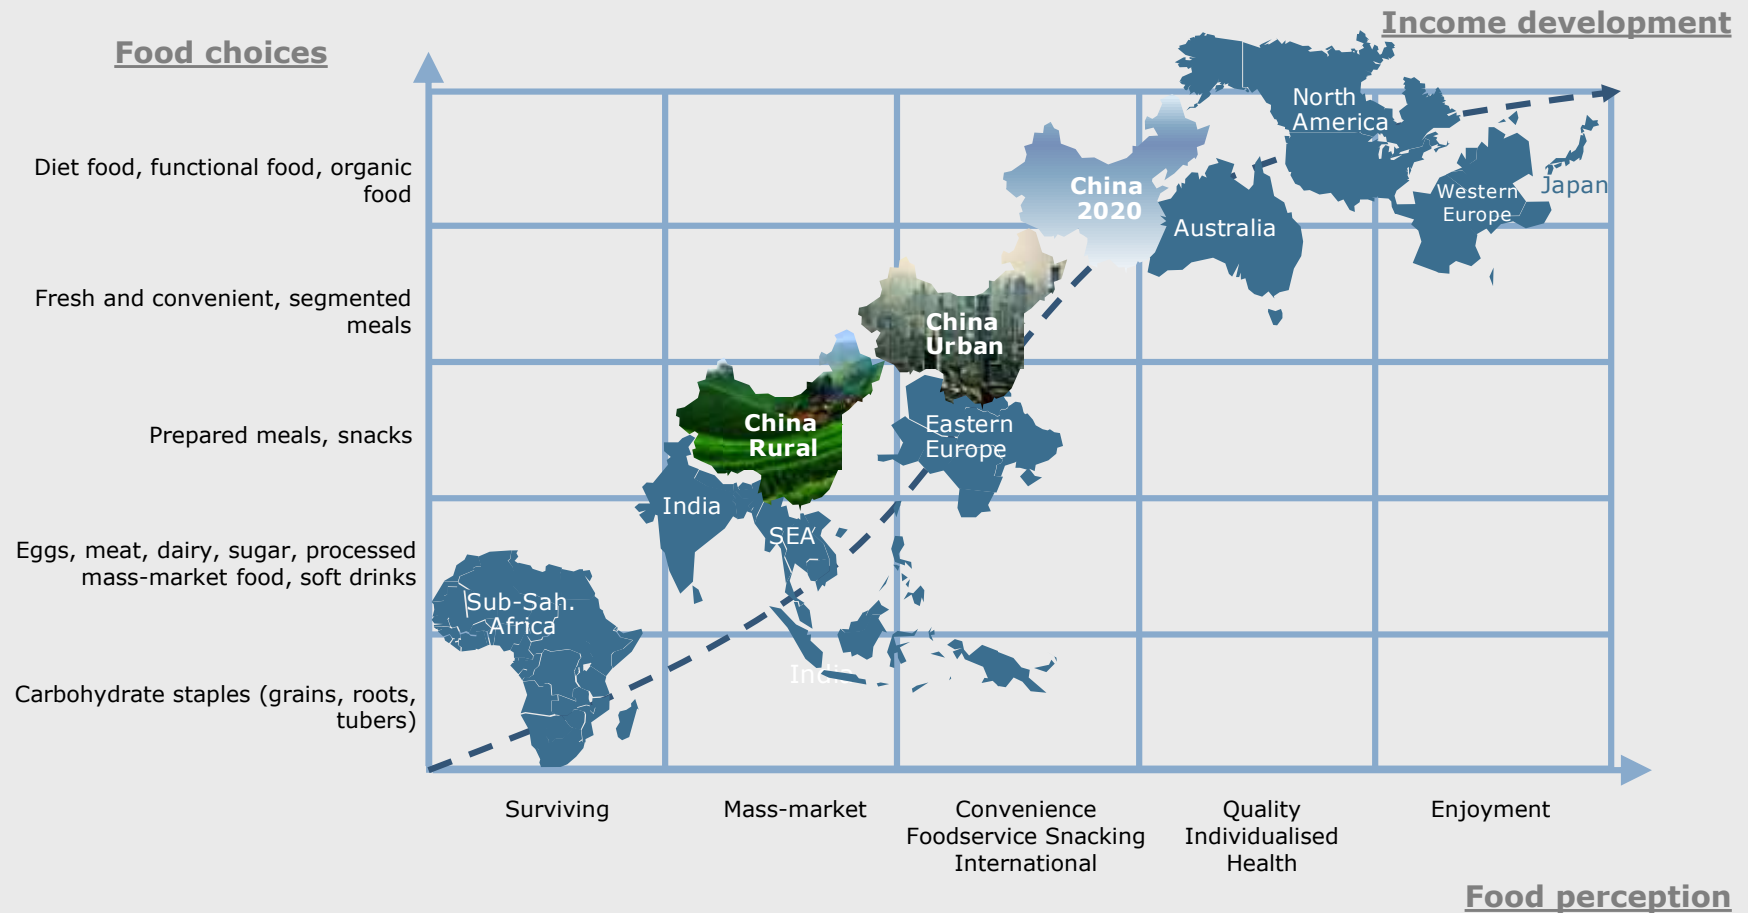 Income development
Food choices
North
America
Diet food, functional food, organic
food
China
2020
Western
Europe
Japan
Australia
Fresh and convenient, segmented
meals
China
Urban
Prepared meals, snacks
China
Rural
Eastern
Europe
India
SEA
Eggs, meat, dairy, sugar, processed
mass-market food, soft drinks
Sub-Sah.
Africa
India
Carbohydrate staples (grains, roots,
tubers)
Surviving
Mass-market
Convenience
Foodservice Snacking
International
Quality
Individualised
Health
Enjoyment
Food perception